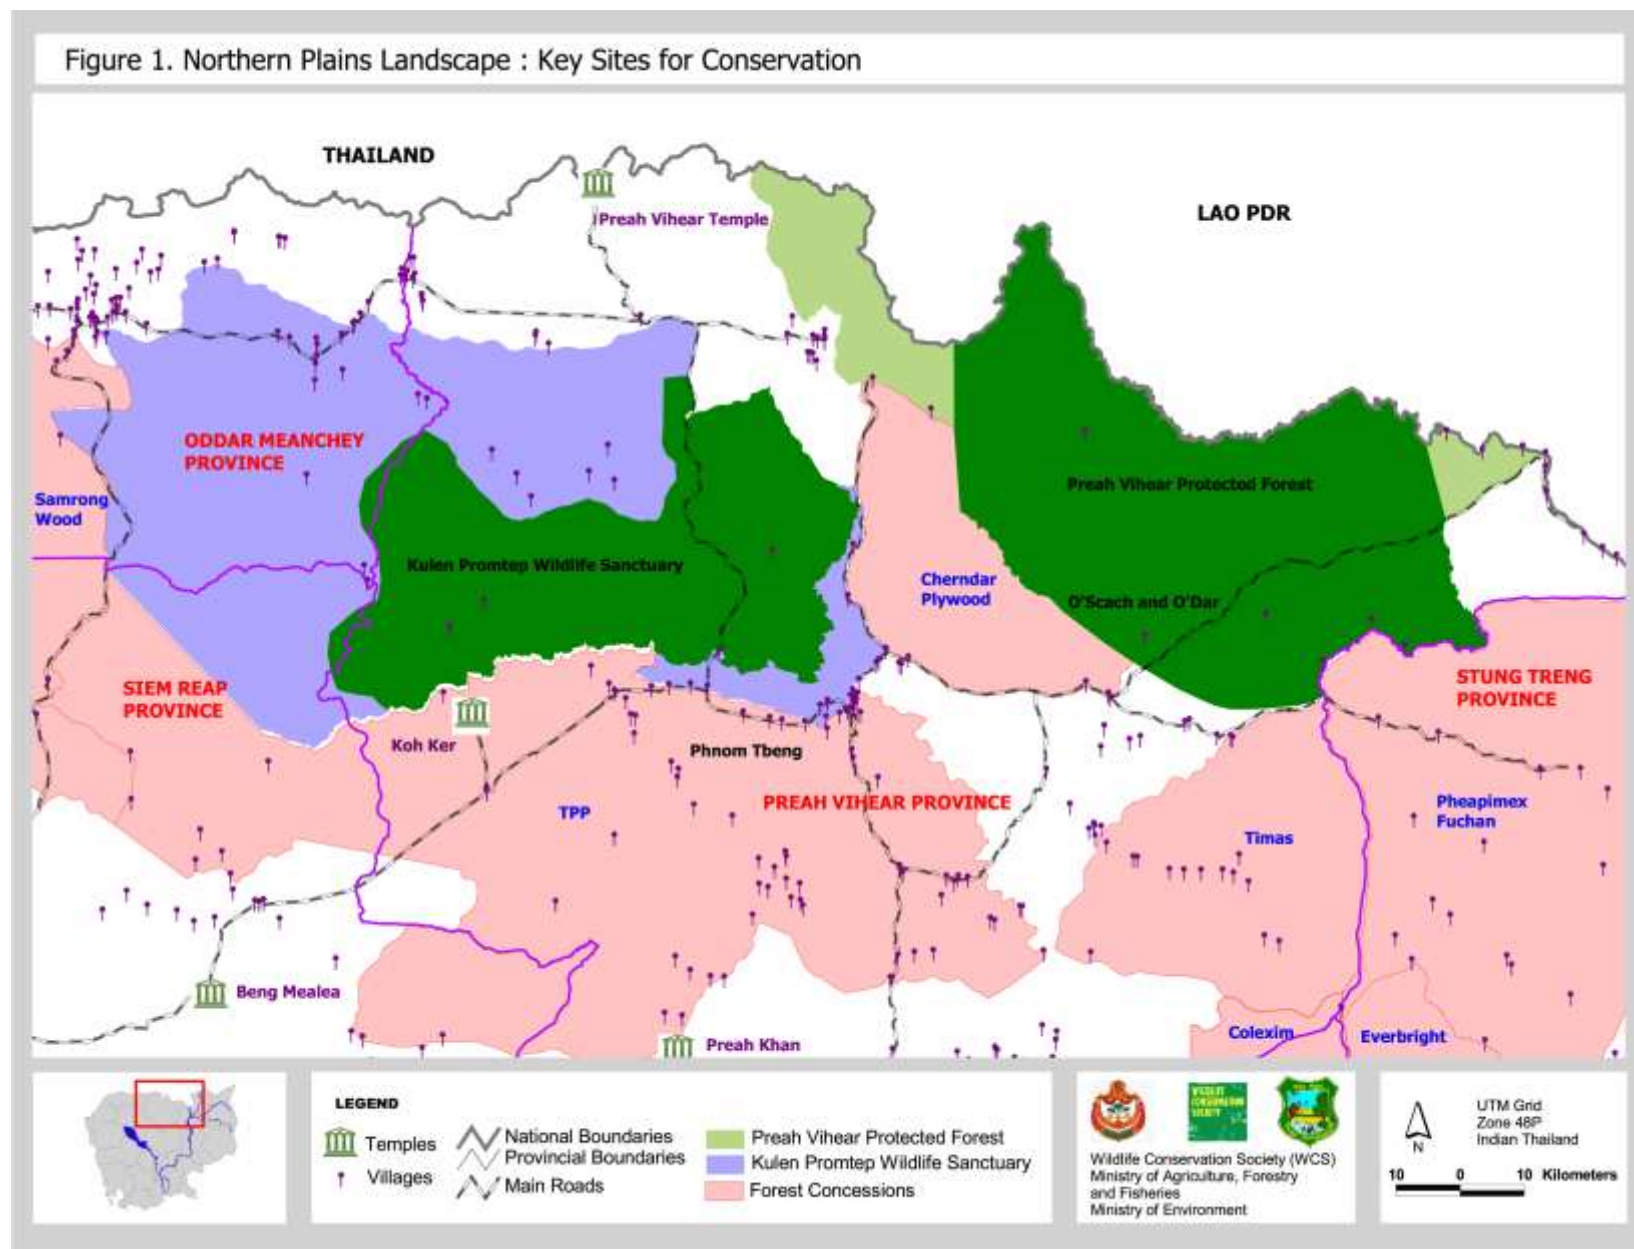 Figure 1. Northern Plains Landscape : Key Sites for Conservation
THAILAND
LAO PDR
Preah Vihear Temple
ODDAR MEANCHEY
PROVINCE
Samrong
Wood
Preah Vihear Protected Forest
Kulen Promtep Wildlife Sanctuary
Cherndar
Plywood
O'Scach and O'Dar
SIEM REAP
PROVINCE
STUNG TRENG
PROVINCE
Koh Ker
Phnom Tbeng
TPP
PREAH VIHEAR PROVINCE
Pheapimex
Fuchan
Timas
Beng Mealea
Preah Khan
Colexim
Everbright
LEGEND
Temples
Villages
National Boundaries
Provincial Boundaries
Main Roads
Preah Vihear Protected Forest
Kulen Promtep Wildlife Sanctuary
Forest Concessions
WILDLIFE
CONSERVATION
SOCIETY
Wildlife Conservation Society (WCS)
Ministry of Agriculture, Forestry
and Fisheries
Ministry of Environment
N
UTM Grid
Zone 48P
Indian Thailand
10 0 10 Kilometers